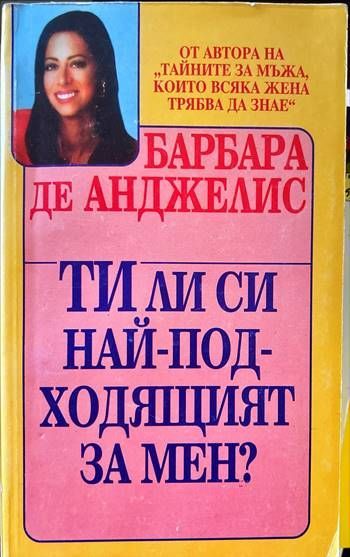 ОТ АВТОРА НА
„ТАЙНИТЕ ЗА МЪЖА,
КОИТО ВСЯКА ЖЕНА
ТРЯБВА ДА ЗНАЕ“
БАРБАРА
ДЕ АНДЖЕЛИС
ТИ ЛИ СИ
НАЙ-ПОД-
ХОДЯЩИЯТ
ЗА МЕН?